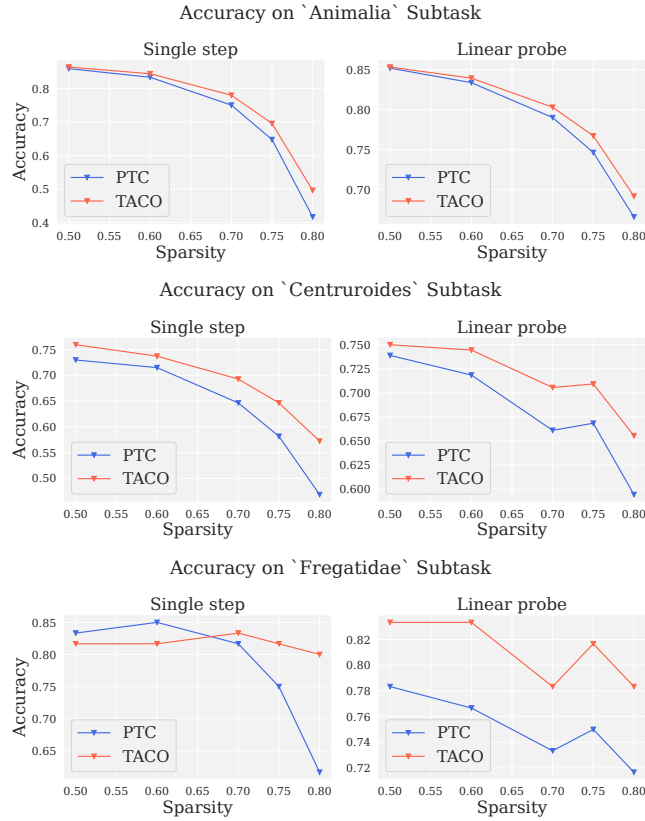 Accuracy on `Animalia` Subtask
Single step
Linear probe
Accuracy
0.8
0.7
0.6
0.5
0.4
0.85
0.80
0.75
0.70
PTC
TACO
PTC
TACO
0.50 0.55 0.60 0.65 0.70 0.75 0.80
0.50 0.55 0.60 0.65 0.70 0.75 0.80
Sparsity
Sparsity
Accuracy on `Centruroides` Subtask
Single step
Linear probe
Accuracy
0.75
0.70
0.65
0.60
0.55
0.50
0.750
0.725
0.700
0.675
0.650
0.625
0.600
PTC
TACO
PTC
TACO
0.50 0.55 0.60 0.65 0.70 0.75 0.80
0.50 0.55 0.60 0.65 0.70 0.75 0.80
Sparsity
Sparsity
Accuracy on `Fregatidae` Subtask
Single step
Linear probe
Accuracy
0.85
0.80
0.75
0.70
0.65
0.82
0.80
0.78
0.76
0.74
0.72
PTC
TACO
PTC
TACO
0.50 0.55 0.60 0.65 0.70 0.75 0.80
0.50 0.55 0.60 0.65 0.70 0.75 0.80
Sparsity
Sparsity